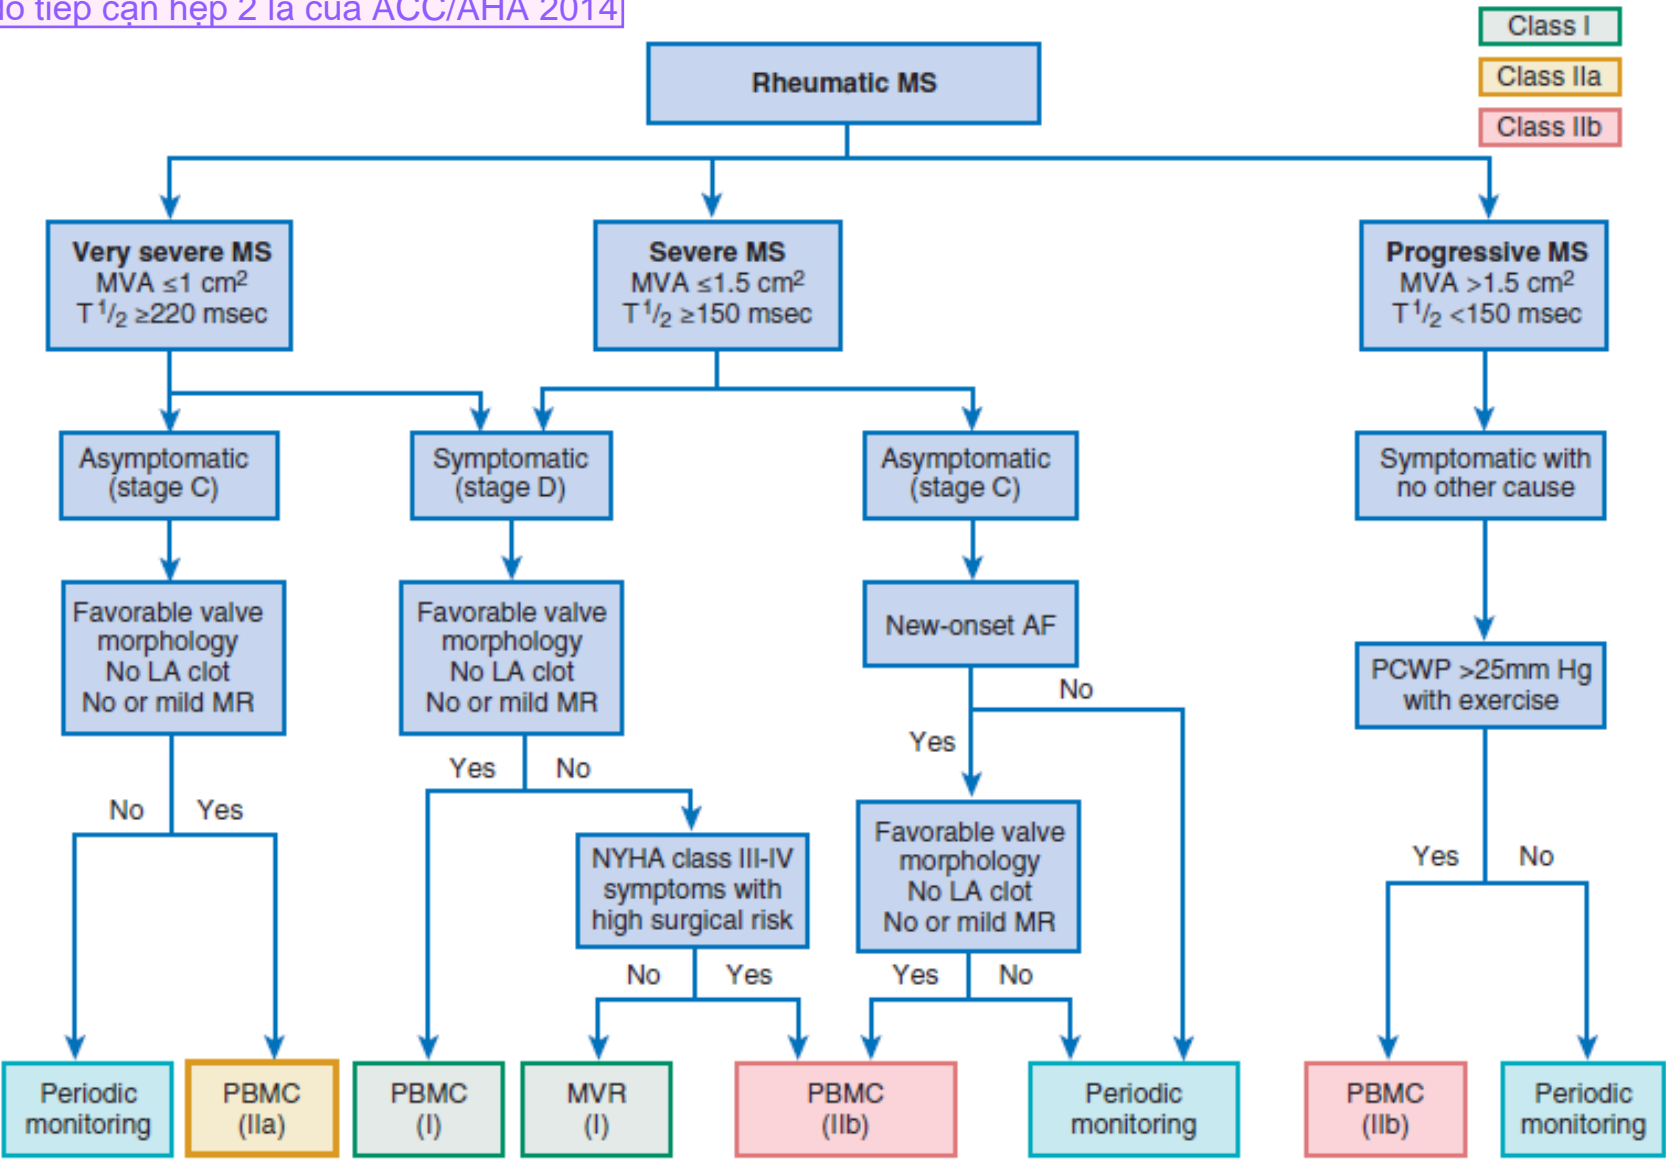 tiếp cận hẹp 2 lá của ACC/AHA 2014
Class I
Class IIa
Class IIb
Rheumatic MS
Very severe MS
MVA ≤1 cm²
T 1/2 ≥220 msec
Severe MS
MVA ≤1.5 cm²
T 1/2 ≥150 msec
Progressive MS
MVA >1.5 cm²
T 1/2 <150 msec
Asymptomatic
(stage C)
Symptomatic
(stage D)
Asymptomatic
(stage C)
Symptomatic with
no other cause
Favorable valve
morphology
No LA clot
No or mild MR
Favorable valve
morphology
No LA clot
No or mild MR
New-onset AF
PCWP >25mm Hg
with exercise
No
Yes
Yes
No
Yes
No
NYHA class III-IV
symptoms with
high surgical risk
Favorable valve
morphology
No LA clot
No or mild MR
Yes
No
No
Yes
Yes
No
Periodic
monitoring
PBMC
(IIa)
PBMC
(I)
MVR
(I)
PBMC
(IIb)
Periodic
monitoring
PBMC
(IIb)
Periodic
monitoring